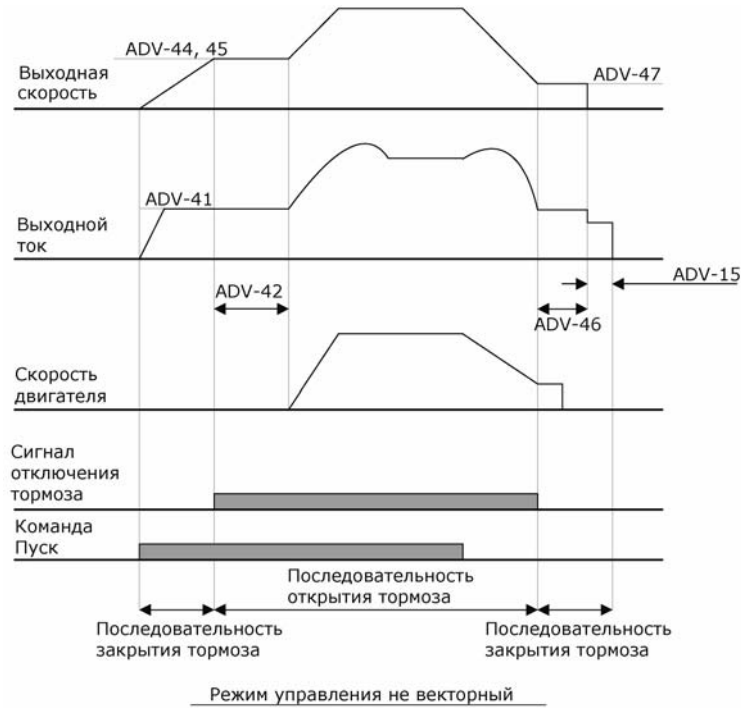 ADV-44, 45
Выходная
скорость
ADV-47
ADV-41
Выходной
ток
ADV-42
ADV-15
ADV-46
Скорость
двигателя
Сигнал
отключения
тормоза
Команда
Пуск
Последовательность
открытия тормоза
Последовательность
закрытия тормоза
Последовательность
закрытия тормоза
Режим управления не векторный